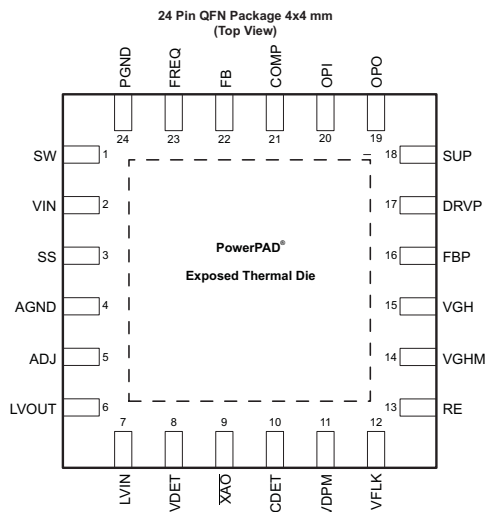 24 Pin QFN Package 4x4 mm
(Top View)
PGND
FREQ
FB
COMP
OPI
OPO
24
23
22
21
20
19
SW
1
18
SUP
VIN
2
17
DRVP
SS
3
PowerPAD®
16
FBP
Exposed Thermal Die
AGND
4
15
VGH
ADJ
5
14
VGHM
LVOUT
6
13
RE
7
8
9
10
11
12
LVIN
VDET
XAO
CDET
VDPM
VFLK